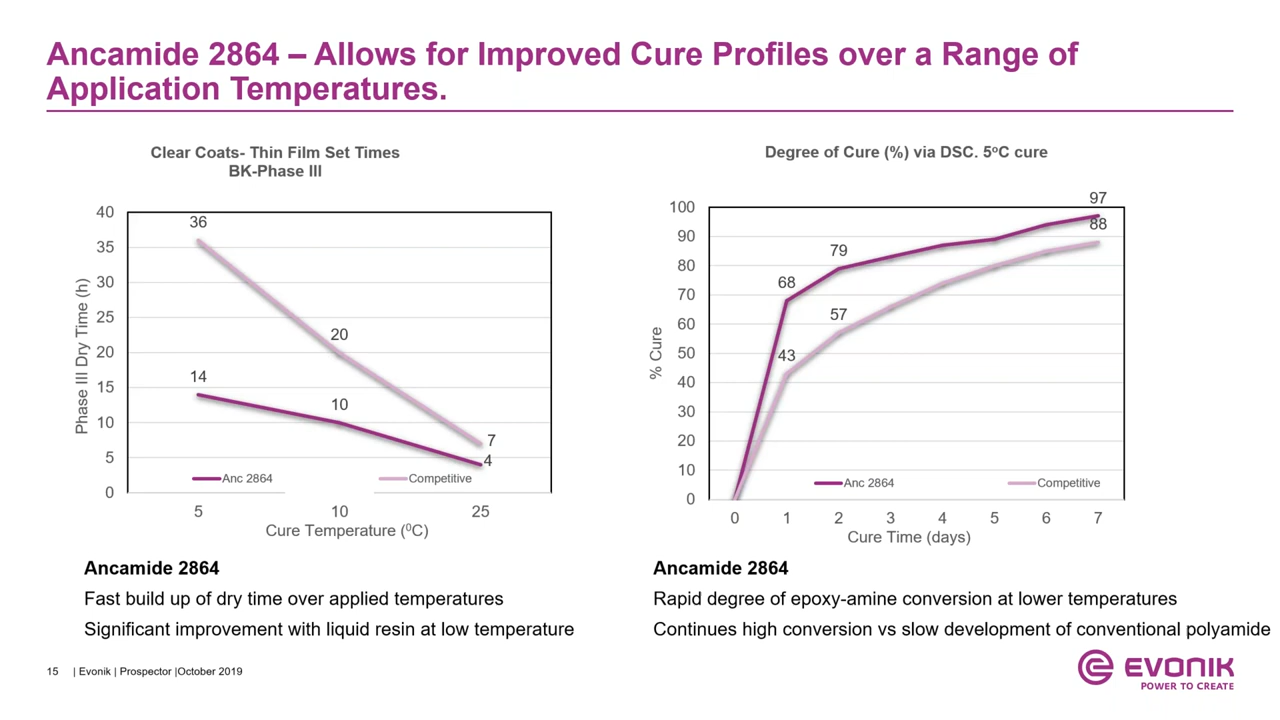 Ancamide 2864 – Allows for Improved Cure Profiles over a Range of
Application Temperatures.
Clear Coats- Thin Film Set Times
BK-Phase III
40
35
30
25
20
15
10
5
0
Phase III Dry Time (h)
36
20
14
10
7
4
Anc 2864
Competitive
5
10
25
Cure Temperature (⁰C)
Degree of Cure (%) via DSC. 5ºC cure
100
90
80
70
60
50
40
30
20
10
0
% Cure
97
88
79
68
57
43
Anc 2864
Competitive
0
1
2
3
4
5
6
7
Cure Time (days)
Ancamide 2864
Fast build up of dry time over applied temperatures
Significant improvement with liquid resin at low temperature
Ancamide 2864
Rapid degree of epoxy-amine conversion at lower temperatures
Continues high conversion vs slow development of conventional polyamide
15 | Evonik | Prospector |October 2019
EVONIK
POWER TO CREATE